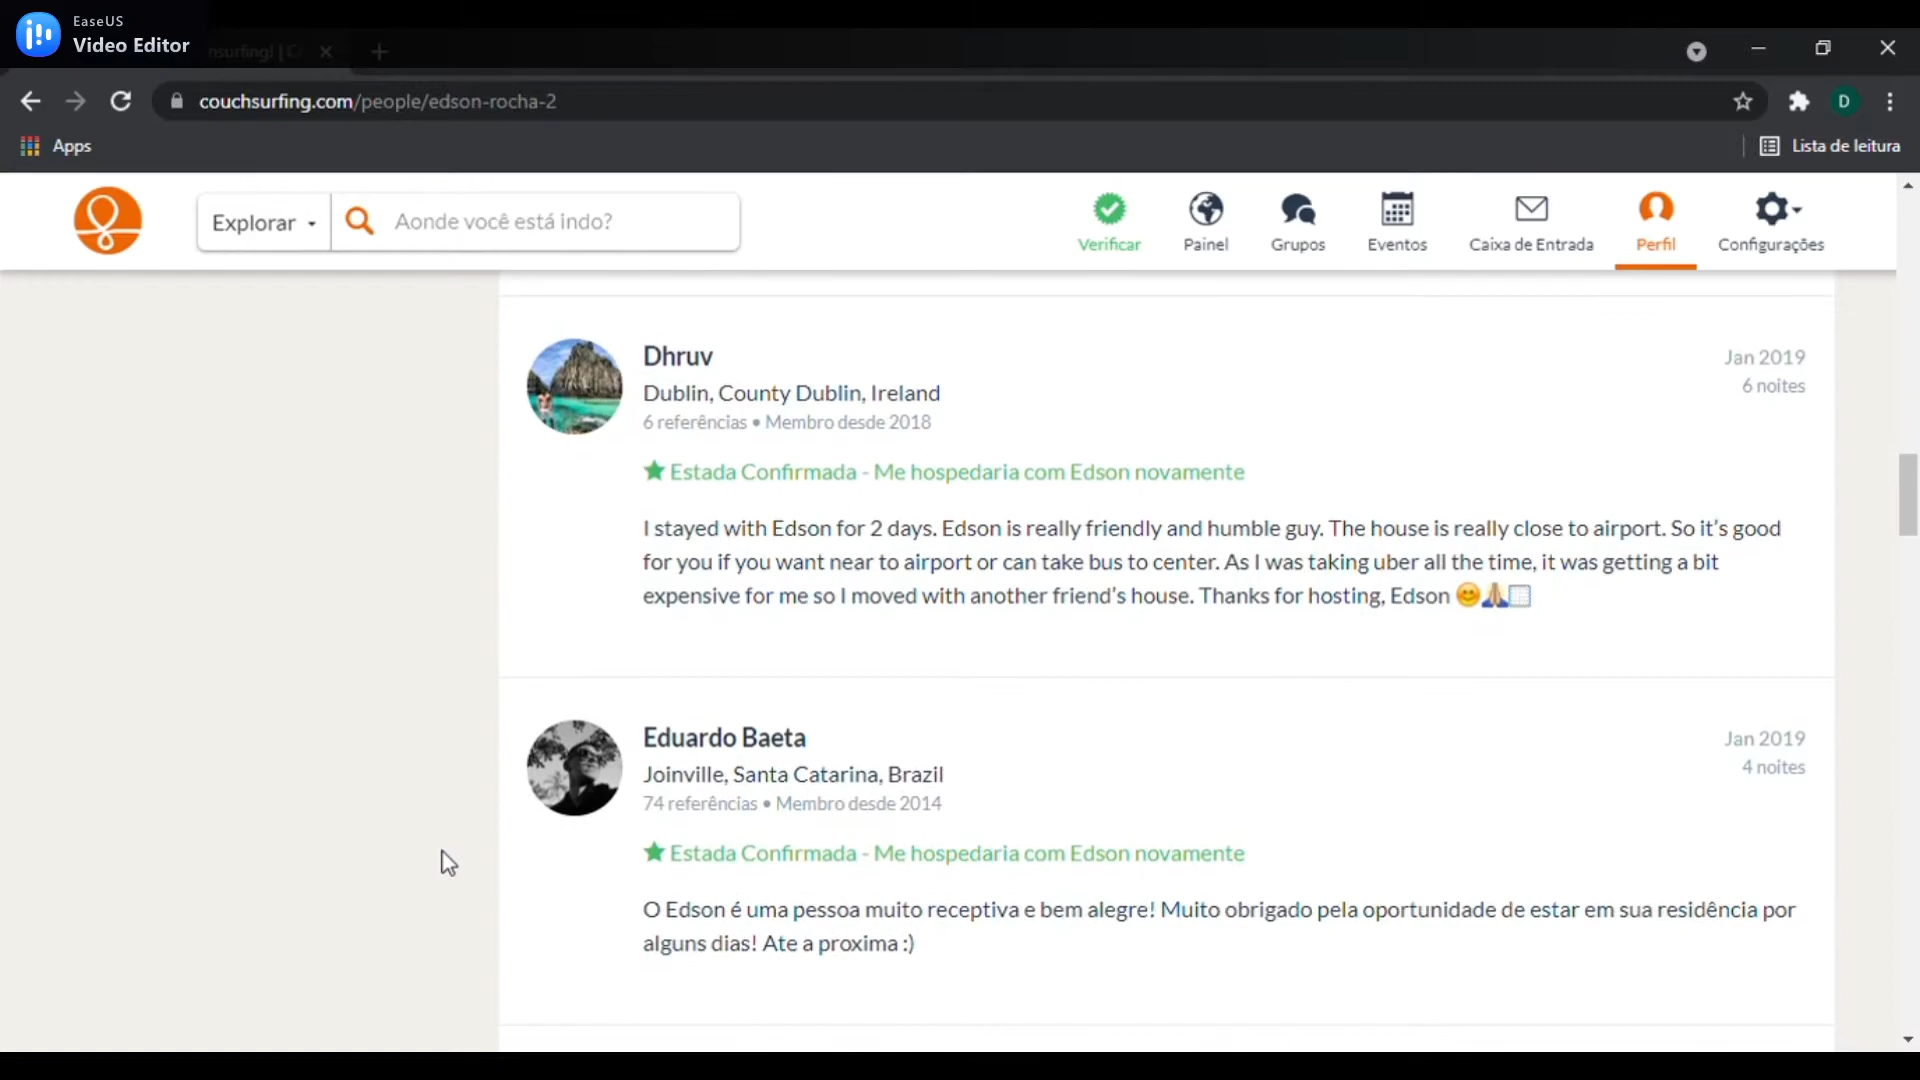 EaseUS
Video Editor
nsurfing! | C
couchsurfing.com/people/edson-rocha-2
D
Apps
Lista de leitura
Explorar
Aonde você está indo?
Verificar
Painel
Grupos
Eventos
Caixa de Entrada
Perfil
Configurações
Dhruv
Jan 2019
Dublin, County Dublin, Ireland
6 noites
6 referências • Membro desde 2018
Estada Confirmada - Me hospedaria com Edson novamente
I stayed with Edson for 2 days. Edson is really friendly and humble guy. The house is really close to airport. So it’s good
for you if you want near to airport or can take bus to center. As I was taking uber all the time, it was getting a bit
expensive for me so I moved with another friend’s house. Thanks for hosting, Edson 😊🙏🏼
Eduardo Baeta
Jan 2019
Joinville, Santa Catarina, Brazil
4 noites
74 referências • Membro desde 2014
Estada Confirmada - Me hospedaria com Edson novamente
O Edson é uma pessoa muito receptiva e bem alegre! Muito obrigado pela oportunidade de estar em sua residência por
alguns dias! Ate a proxima :)